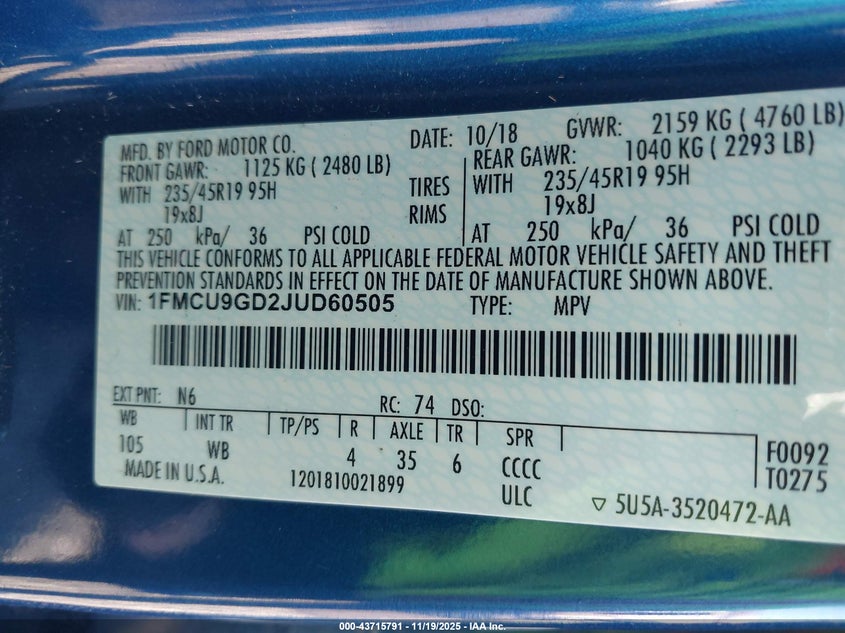 MFD. BY FORD MOTOR CO. DATE: 10/18 GVWR: 2159 KG ( 4760 LB)
FRONT GAWR: 1125 KG ( 2480 LB) REAR GAWR: 1040 KG ( 2293 LB)
WITH 235/45R19 95H TIRES WITH 235/45R19 95H
19x8J RIMS 19x8J
AT 250 kPa/ 36 PSI COLD AT 250 kPa/ 36 PSI COLD
THIS VEHICLE CONFORMS TO ALL APPLICABLE FEDERAL MOTOR VEHICLE SAFETY AND THEFT
PREVENTION STANDARDS IN EFFECT ON THE DATE OF MANUFACTURE SHOWN ABOVE.
VIN: 1FMCU9GD2JUD60505 TYPE: MPV
EXT PNT: N6 RC: 74 DSO:
WB INT TR TP/PS R AXLE TR SPR
105 WB 4 35 6 CCCC F0092
MADE IN U.S.A. 1201810021899 ULC T0275
5U5A-3520472-AA
000-43715791 - 11/19/2025 - IAA Inc.